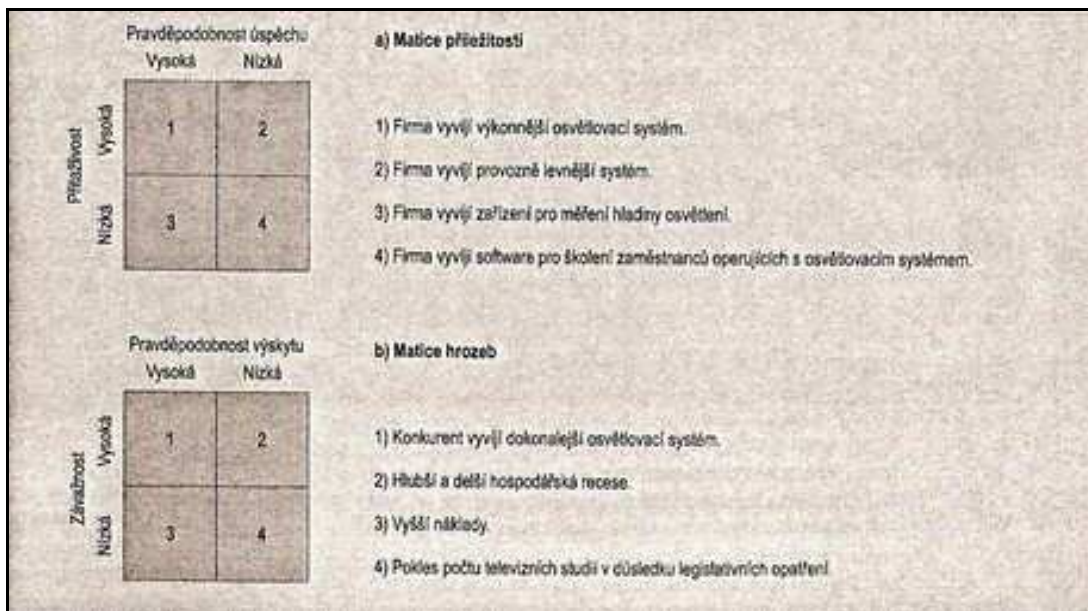 Pravděpodobnost úspěchu
Vysoká Nízká
Přitažlivost
Vysoká
Nízká
1 2
3 4
a) Matice příležitostí
1) Firma vyvíjí výkonnější osvětlovací systém.
2) Firma vyvíjí provozně levnější systém.
3) Firma vyvíjí zařízení pro měření hladiny osvětlení.
4) Firma vyvíjí software pro školení zaměstnanců operujících s osvětlovacím systémem.
Pravděpodobnost výskytu
Vysoká Nízká
Závažnost
Vysoká
Nízká
1 2
3 4
b) Matice hrozeb
1) Konkurent vyvíjí dokonalejší osvětlovací systém.
2) Hlubší a delší hospodářská recese.
3) Vyšší náklady.
4) Pokles počtu televizních studií v důsledku legislativních opatření.